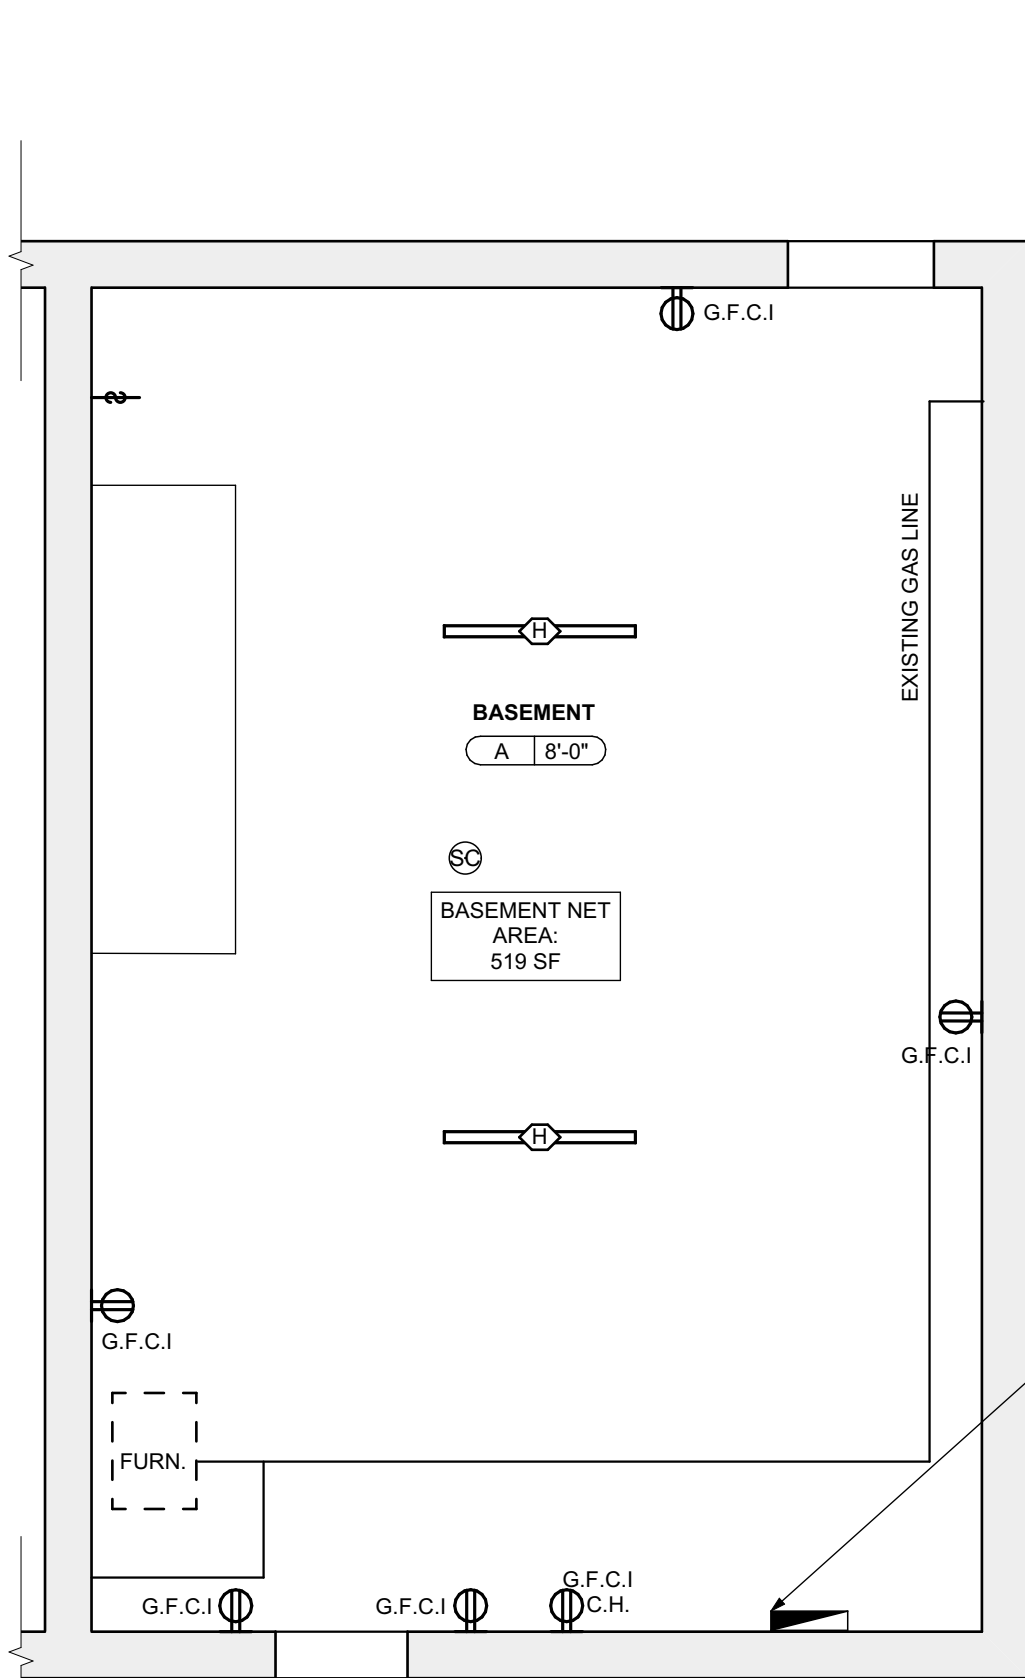 G.F.C.I
EXISTING GAS LINE
H
BASEMENT
A 8'-0"
SC
BASEMENT NET
AREA:
519 SF
G.F.C.I
H
G.F.C.I
FURN.
G.F.C.I
G.F.C.I
G.F.C.I
C.H.